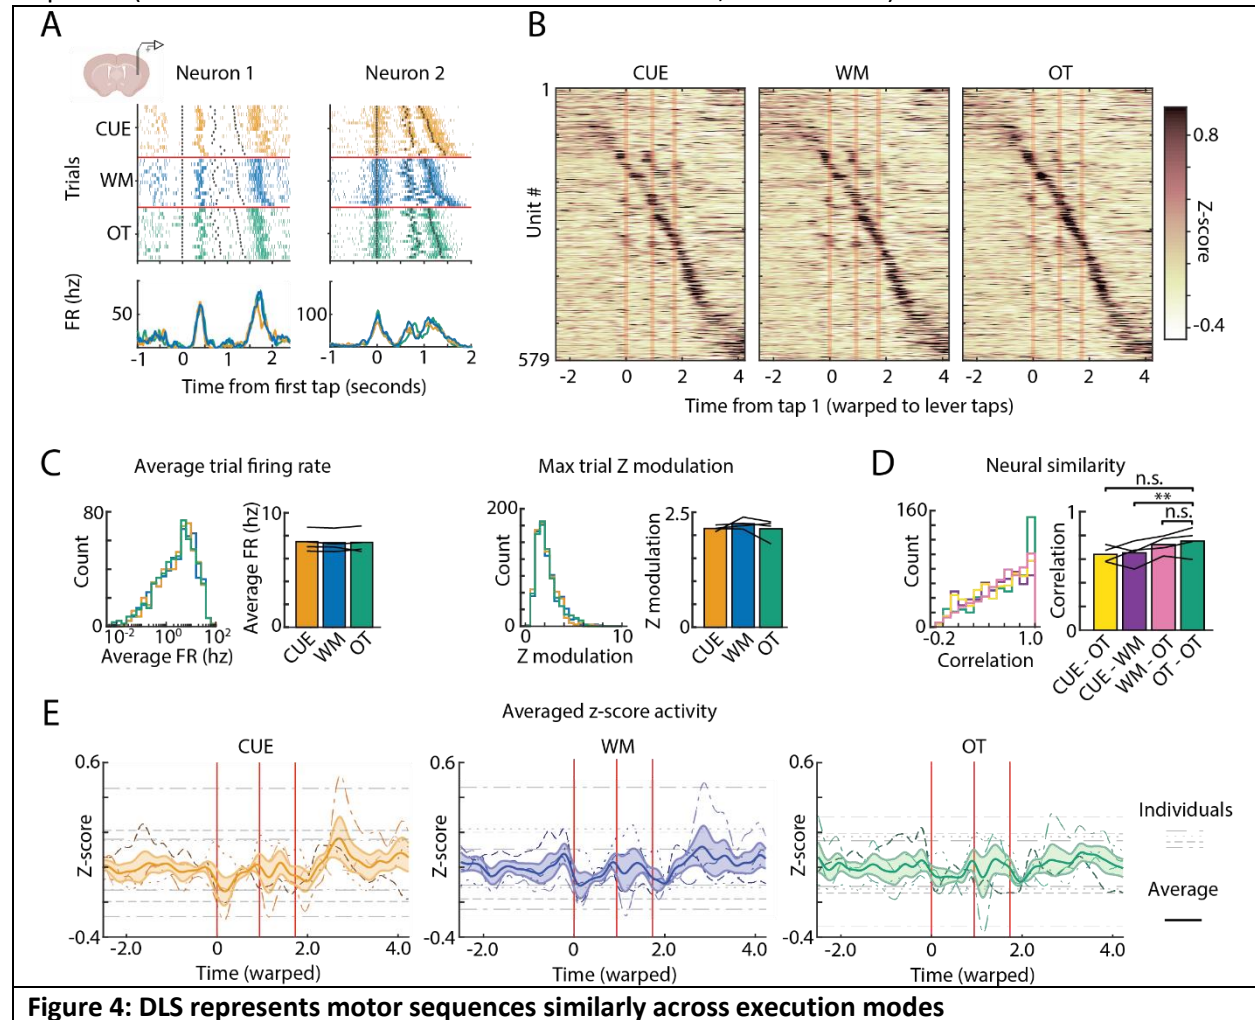 A
Neuron 1
Neuron 2
CUE
WM
OT
Trials
FR (hz)
50
100
-1 0 1 2
-1 0 1 2
Time from first tap (seconds)
B
CUE
WM
OT
1
579
Unit #
-2 0 2 4
-2 0 2 4
-2 0 2 4
Time from tap 1 (warped to lever taps)
0.8
-0.4
Z-score
C
Average trial firing rate
80
0
Count
10⁻² 10⁰ 10²
Average FR (hz)
10
0
Average FR (hz)
CUE
WM
OT
Max trial Z modulation
200
0
Count
0 10
Z modulation
2.5
0
Z modulation
CUE
WM
OT
D
Neural similarity
160
0
Count
-0.2 1.0
Correlation
n.s.
**
n.s.
1
0
Correlation
CUE - OT
CUE - WM
WM - OT
OT - OT
E
Averaged z-score activity
CUE
WM
OT
0.6
-0.4
Z-score
-2.0 0 2.0 4.0
Time (warped)
0.6
-0.4
Z-score
-2.0 0 2.0 4.0
Time (warped)
0.6
-0.4
Z-score
-2.0 0 2.0 4.0
Time (warped)
Individuals
Average
Figure 4: DLS represents motor sequences similarly across execution modes